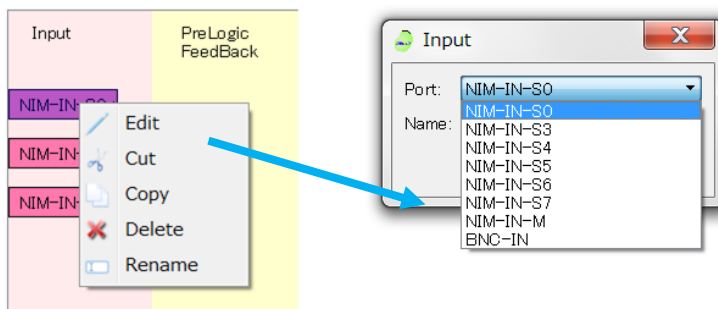 Input
PreLogic
FeedBack
NIM-IN-S0
NIM-IN-
NIM-IN-
Edit
Cut
Copy
Delete
Rename
Input
Port: NIM-IN-S0
NIM-IN-S0
Name:
NIM-IN-S3
NIM-IN-S4
NIM-IN-S5
NIM-IN-S6
NIM-IN-S7
NIM-IN-M
BNC-IN